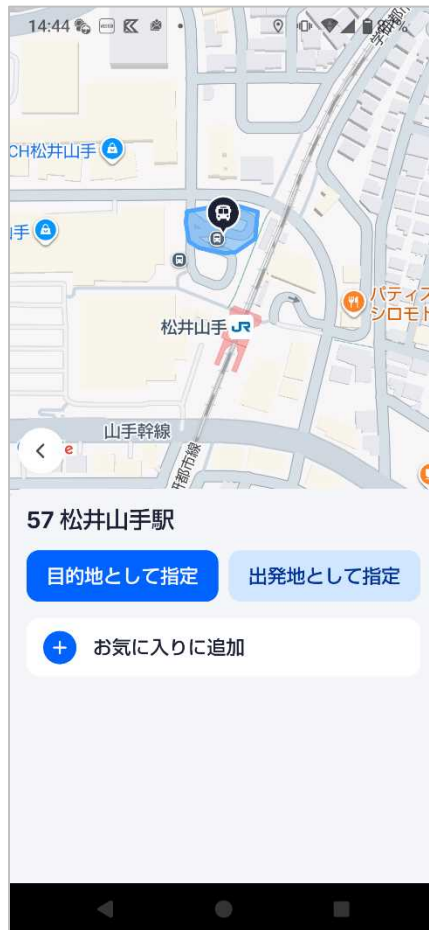 14:44
CH松井山手
手
パティス
シロモト
松井山手 JR
山手幹線
研都市線
57 松井山手駅
目的地として指定
出発地として指定
お気に入りに追加